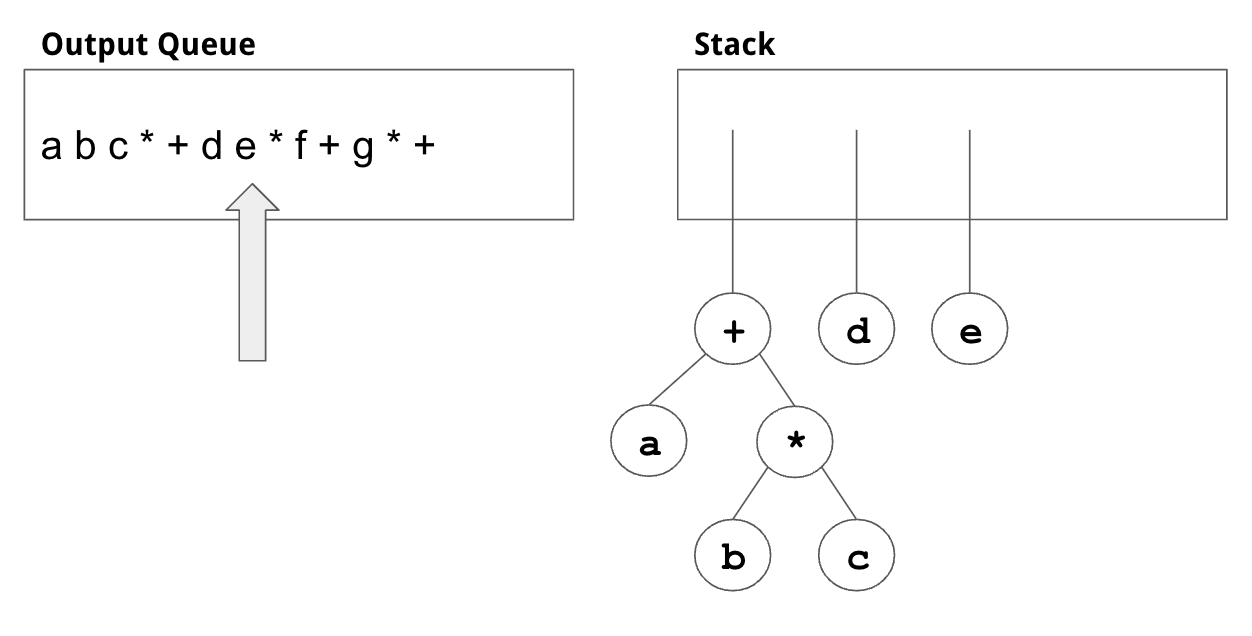 Output Queue
a b c * + d e * f + g * +
Stack
+ d e
a *
b c